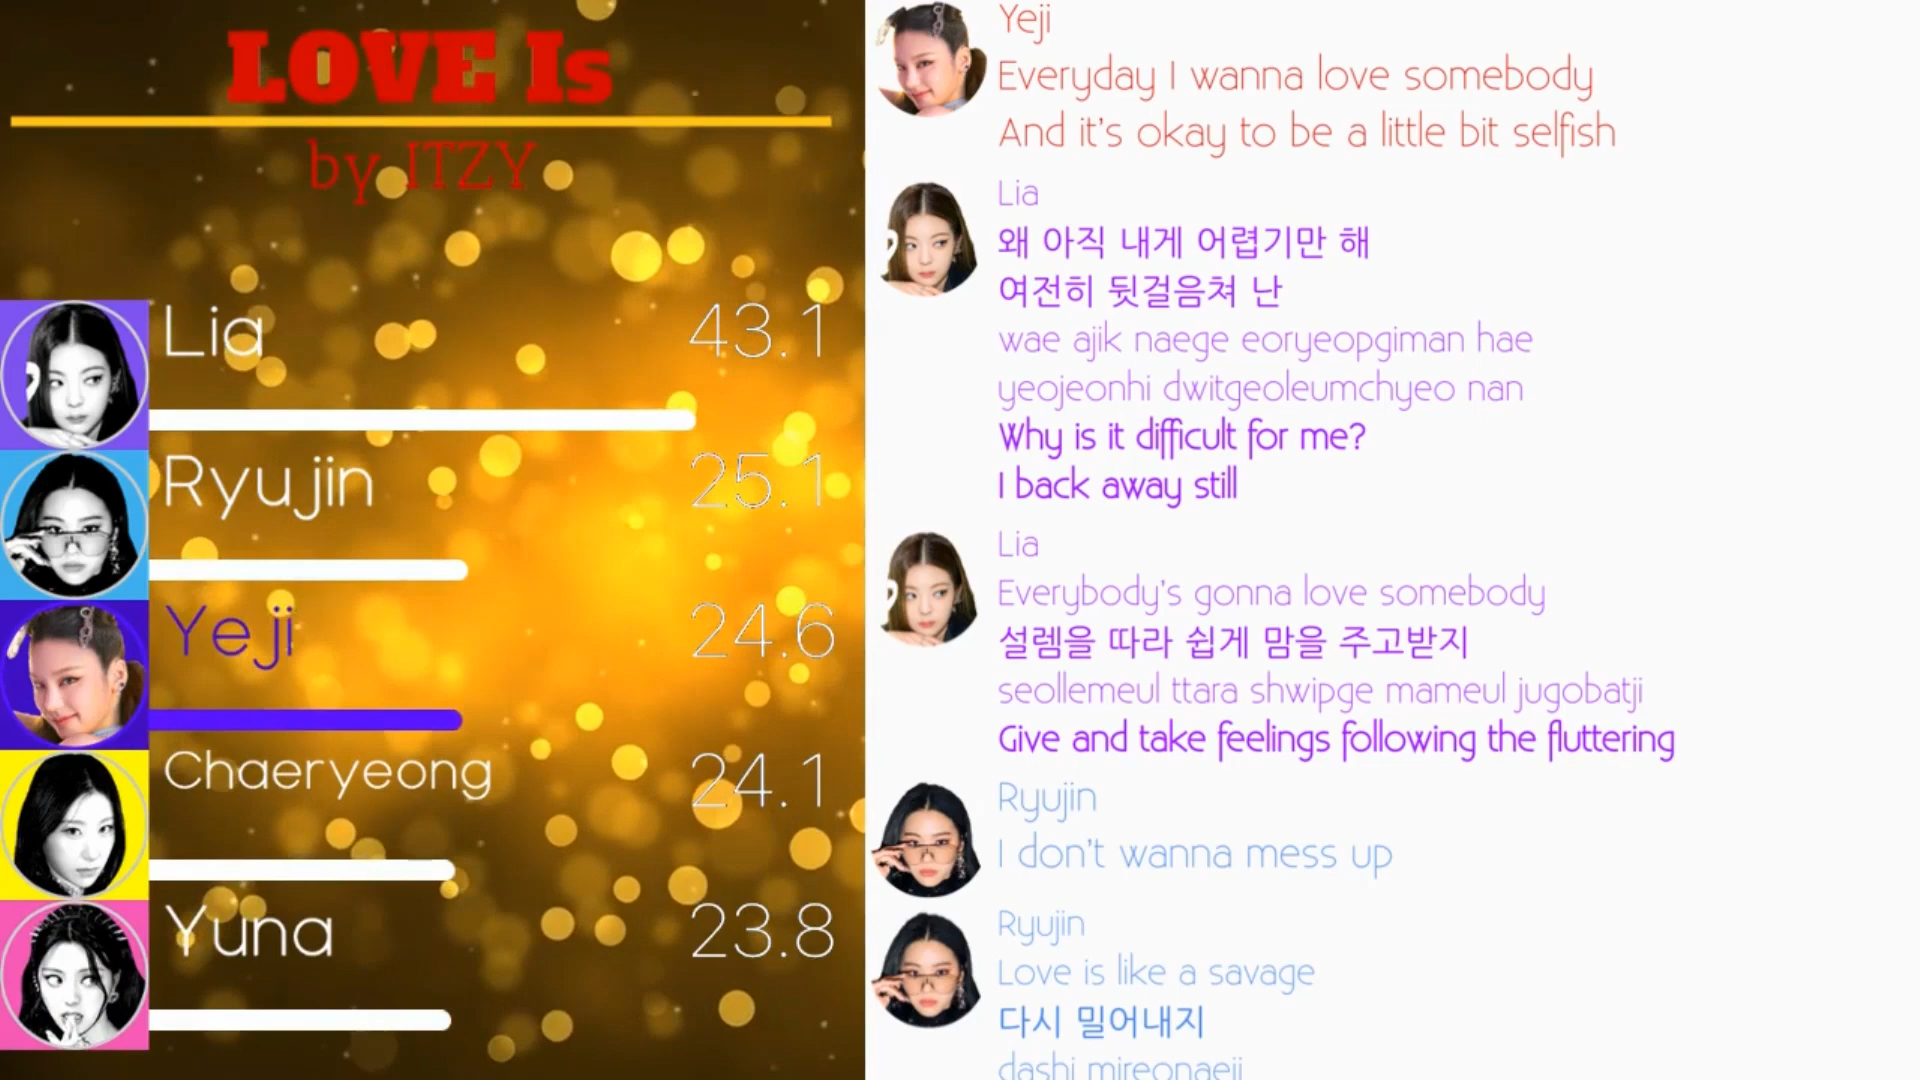 LOVE Is
by ITZY
Lia 43.1
Ryujin 25.1
Yeji 24.6
Chaeryeong 24.1
Yuna 23.8
Yeji
Everyday I wanna love somebody
And it's okay to be a little bit selfish
Lia
왜 아직 내게 어렵기만 해
여전히 뒷걸음쳐 난
wae ajik naege eoryeopgiman hae
yeojeonhi dwitgeoleumchyeo nan
Why is it difficult for me?
I back away still
Lia
Everybody's gonna love somebody
설렘을 따라 쉽게 맘을 주고받지
seollemeul ttara shwipge mameul jugobatji
Give and take feelings following the fluttering
Ryujin
I don't wanna mess up
Ryujin
Love is like a savage
다시 밀어내지
dashi mireonaeji